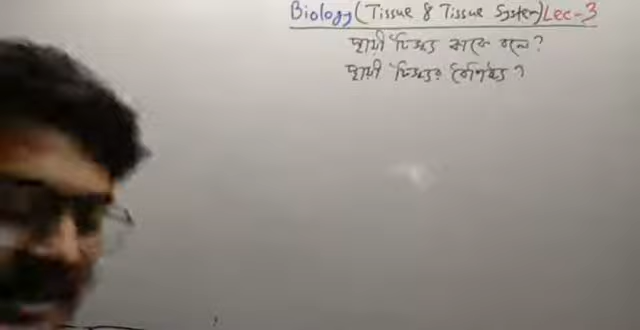 Biology (Tissue & Tissue System) Lec-3
স্থায়ী টিস্যু কাকে বলে?
স্থায়ী টিস্যুর বৈশিষ্ট্য ?